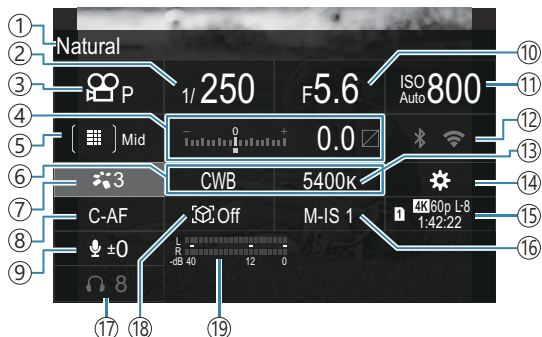 ① Natural
② ③ P 1/250 F5.6 ISO Auto 800 ⑩ ⑪
④ ⑤ Mid − 0 + 0.0 ⑫
⑥ ⑦ 3 CWB 5400K ⑬ ⑭
⑧ C-AF Off M-IS 1 1 4K 60p L-8 ⑮
1:42:22
⑨ ±0 L
R
-dB 40 12 0 ⑯
8
⑰ ⑱ ⑲